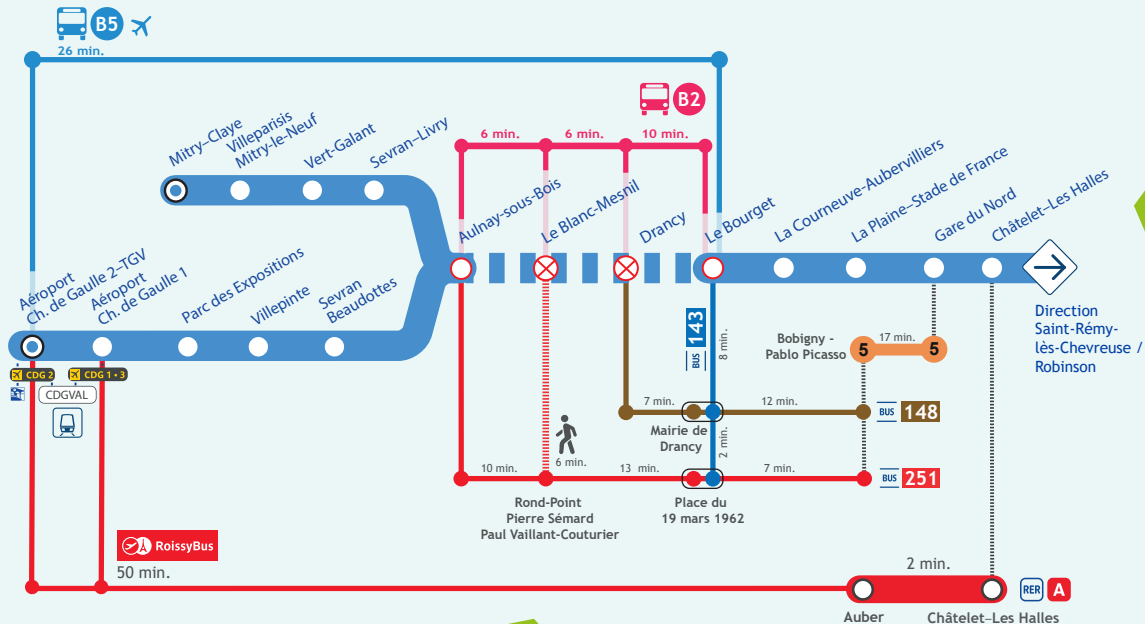 B5
26 min.
B2
6 min.
6 min.
10 min.
Mitry–Claye
Villeparisis
Mitry-le-Neuf
Vert-Galant
Sevran–Livry
Aulnay-sous-Bois
Le Blanc-Mesnil
Drancy
Le Bourget
La Courneuve-Aubervilliers
La Plaine–Stade de France
Gare du Nord
Châtelet–Les Halles
Aéroport
Ch. de Gaulle 2–TGV
Aéroport
Ch. de Gaulle 1
Parc des Expositions
Villepinte
Sevran
Beaudottes
Direction
Saint-Rémy-
lès-Chevreuse /
Robinson
CDG 2
CDG 1 • 3
CDGVAL
BUS 143
8 min.
Bobigny -
Pablo Picasso
5
17 min.
5
7 min.
12 min.
BUS 148
Mairie de
Drancy
2 min.
10 min.
6 min.
13 min.
7 min.
BUS 251
Rond-Point
Pierre Sémard
Paul Vaillant-Couturier
Place du
19 mars 1962
RoissyBus
50 min.
2 min.
RER A
Auber
Châtelet–Les Halles